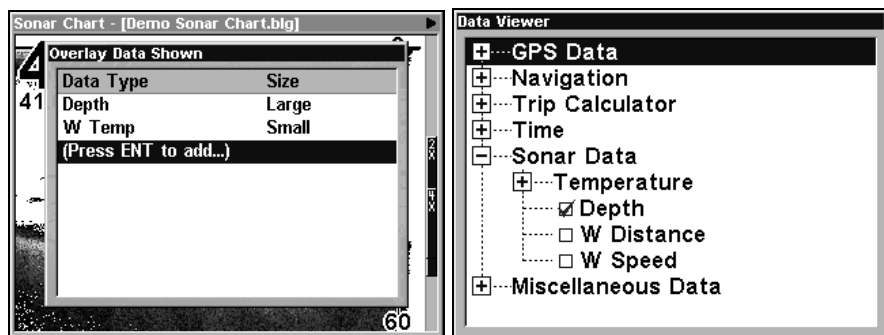 Sonar Chart - [Demo Sonar Chart.blg]
Overlay Data Shown
Data Type Size
Depth Large
W Temp Small
(Press ENT to add...)
4
41
60
Data Viewer
GPS Data
Navigation
Trip Calculator
Time
Sonar Data
Temperature
Depth
W Distance
W Speed
Miscellaneous Data